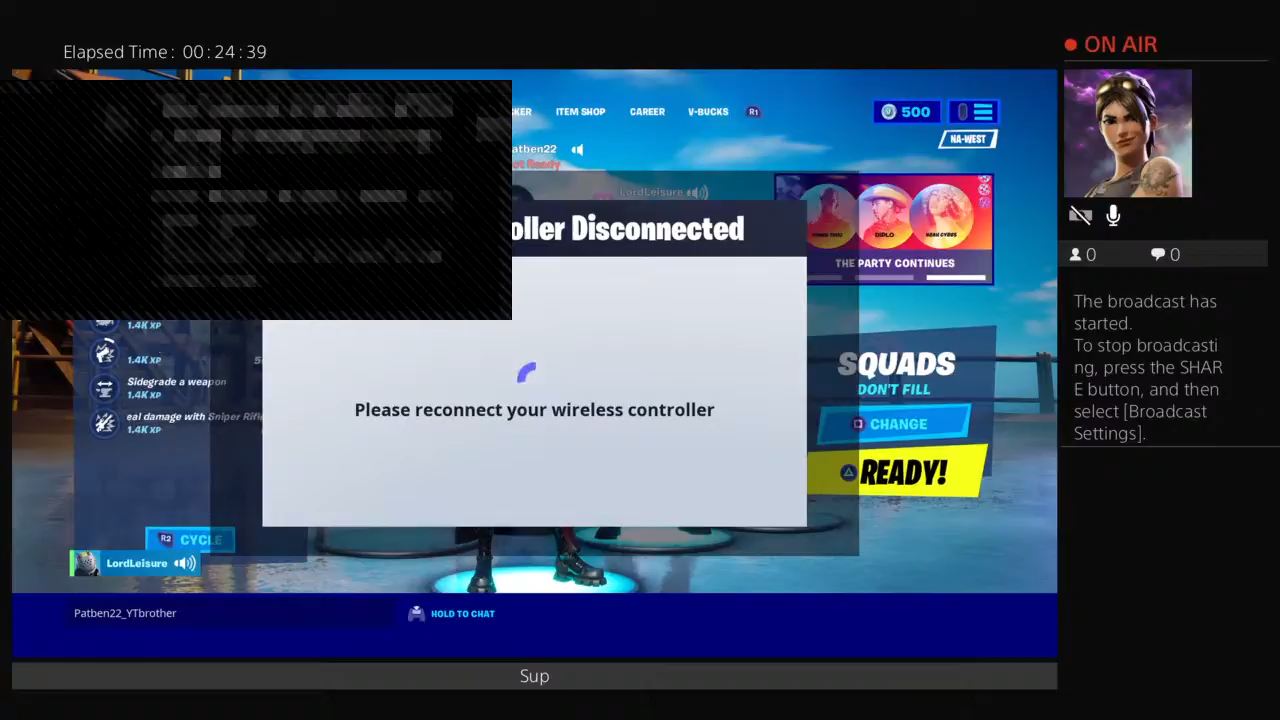 Elapsed Time: 00:24:39
ON AIR
ITEM SHOP
CAREER
V-BUCKS
R1
500
NA-WEST
LordLeisure
Disconnected
DIPLO
THE PARTY CONTINUES
0
0
The broadcast has
started.
To stop broadcasti
ng, press the SHAR
E button, and then
select [Broadcast
Settings].
1.4K XP
1.4K XP
Sidegrade a weapon
1.4K XP
eal damage with Sniper Rifl
1.4K XP
Please reconnect your wireless controller
SQUADS
DON'T FILL
CHANGE
READY!
R2 CYCLE
LordLeisure
Patben22_YTbrother
HOLD TO CHAT
Sup